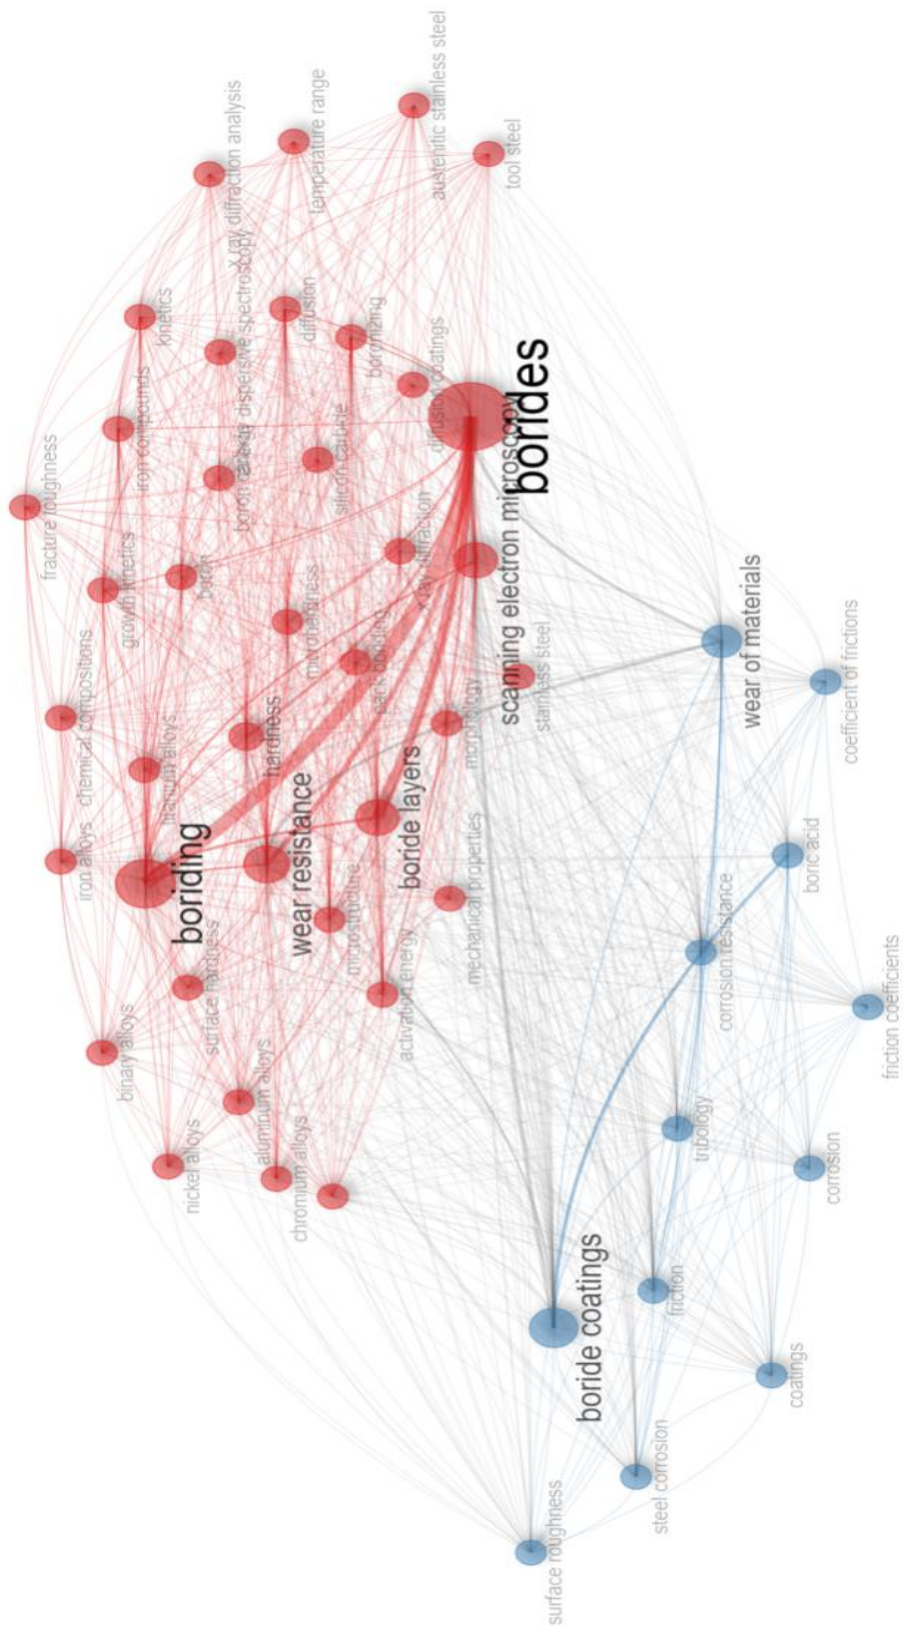 austenitic stainless steel
tool steel
temperature range
x ray diffraction analysis
diffusion
boronizing
kinetics
energy dispersive spectroscopy
diffusion coatings
borides
iron compounds
silicon carbide
fracture toughness
growth kinetics
boron
x ray diffraction
scanning electron microscopy
microhardness
pack boriding
stainless steel
morphology
wear of materials
coefficient of frictions
chemical compositions
titanium alloys
hardness
wear resistance
boride layers
boriding
iron alloys
mechanical properties
microstructure
boric acid
corrosion resistance
surface hardness
activation energy
friction coefficients
binary alloys
aluminum alloys
tribology
corrosion
nickel alloys
chromium alloys
boride coatings
friction
coatings
steel corrosion
surface roughness